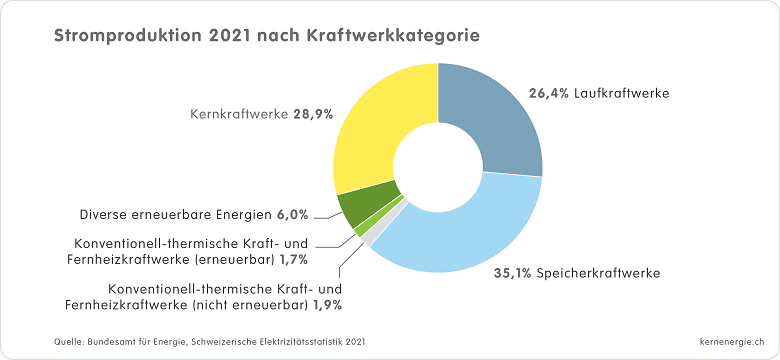 Stromproduktion 2021 nach Kraftwerkkategorie
26,4% Laufkraftwerke
Kernkraftwerke 28,9%
Diverse erneuerbare Energien 6,0%
Konventionell-thermische Kraft- und
Fernheizkraftwerke (erneuerbar) 1,7%
35,1% Speicherkraftwerke
Konventionell-thermische Kraft- und
Fernheizkraftwerke (nicht erneuerbar) 1,9%
Quelle: Bundesamt für Energie, Schweizerische Elektrizitätsstatistik 2021
kernenergie.ch